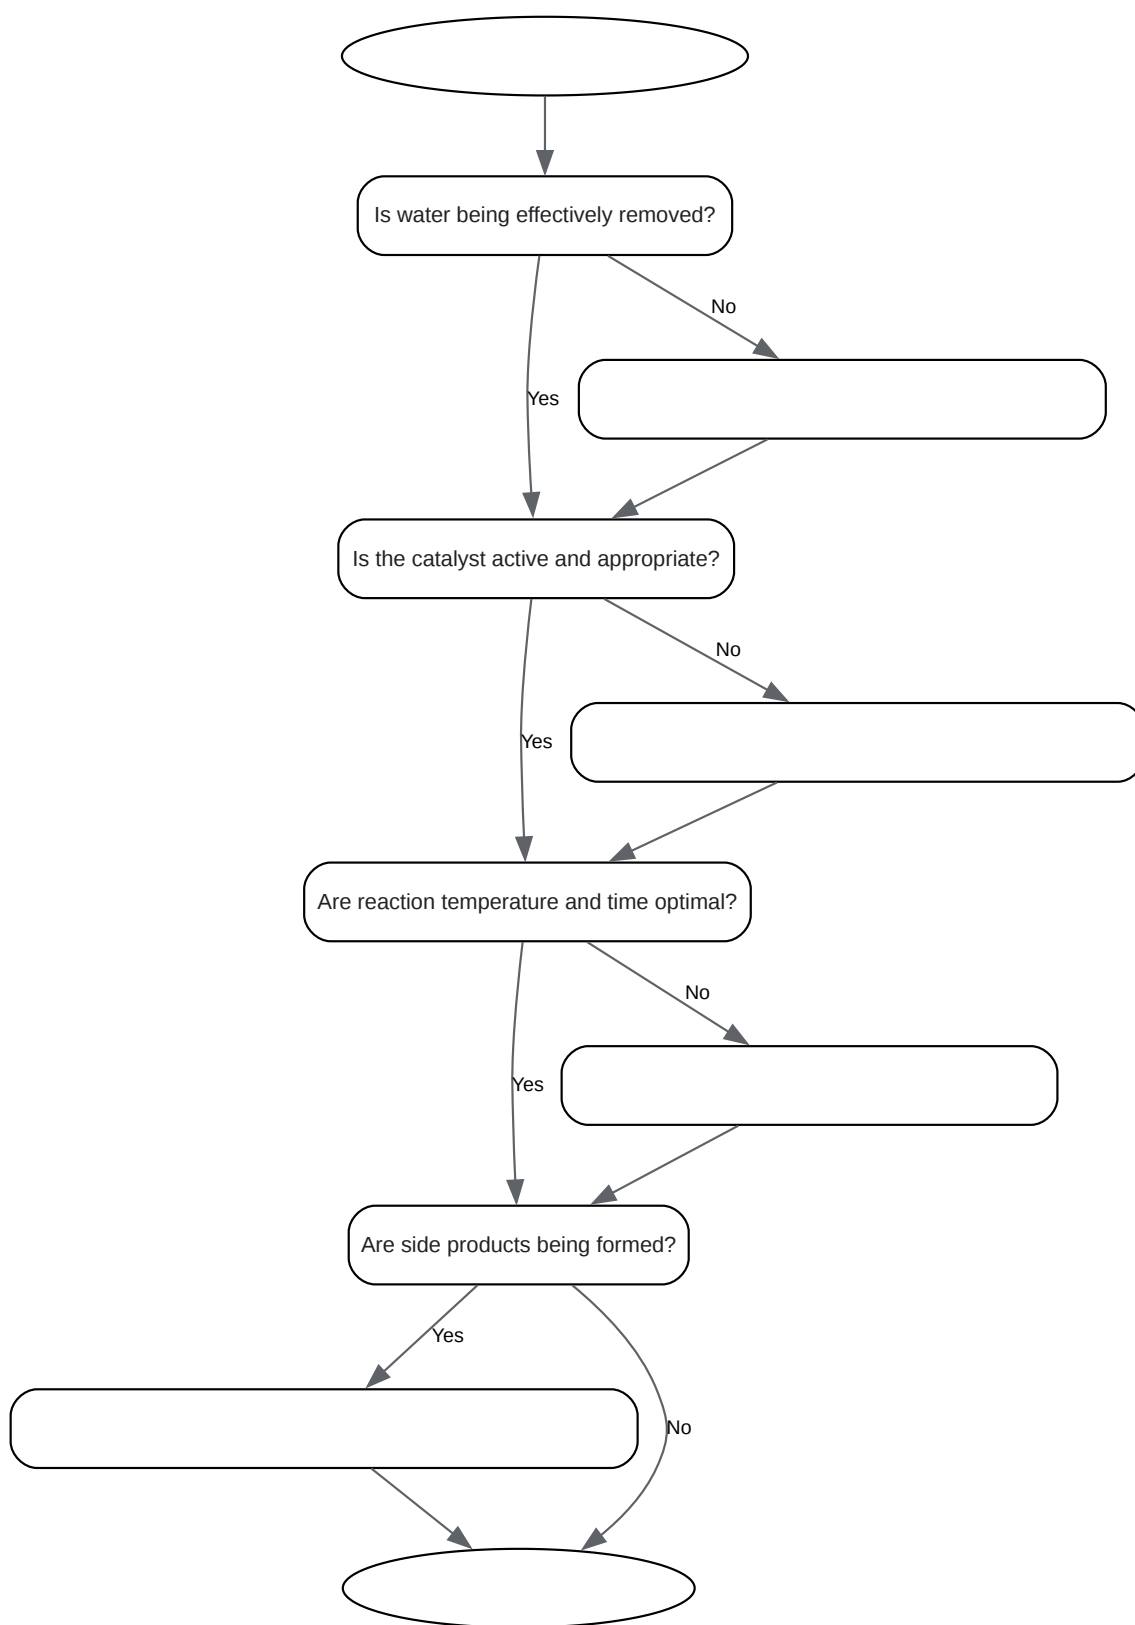 Is water being effectively removed?
No
Yes
Is the catalyst active and appropriate?
No
Yes
Are reaction temperature and time optimal?
No
Yes
Are side products being formed?
Yes
No